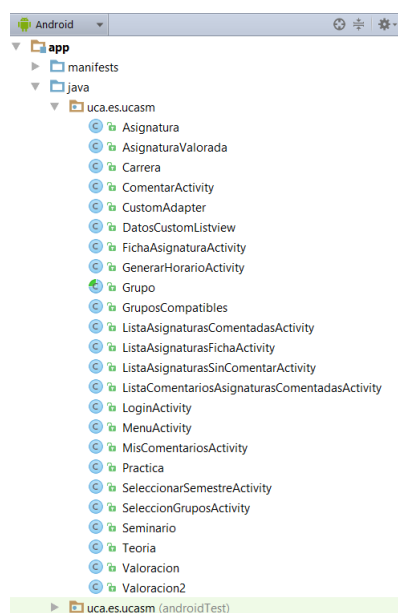 Android
app
manifests
java
uca.es.ucasm
Asignatura
AsignaturaValorada
Carrera
ComentarActivity
CustomAdapter
DatosCustomListview
FichaAsignaturaActivity
GenerarHorarioActivity
Grupo
GruposCompatibles
ListaAsignaturasComentadasActivity
ListaAsignaturasFichaActivity
ListaAsignaturasSinComentarActivity
ListaComentariosAsignaturasComentadasActivity
LoginActivity
MenuActivity
MisComentariosActivity
Practica
SeleccionarSemestreActivity
SeleccionGruposActivity
Seminario
Teoria
Valoracion
Valoracion2
uca.es.ucasm (androidTest)